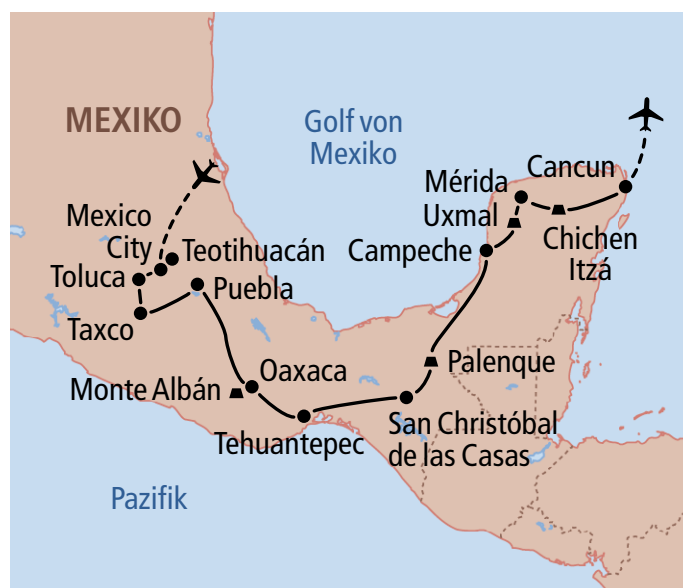 MEXIKO
Golf von
Mexiko
Cancun
Mérida
Uxmal
Mexico
City
Teotihuacán
Campeche
Chichen
Itzá
Toluca
Puebla
Taxco
Palenque
Oaxaca
Monte Albán
San Christóbal
de las Casas
Tehuantepec
Pazifik